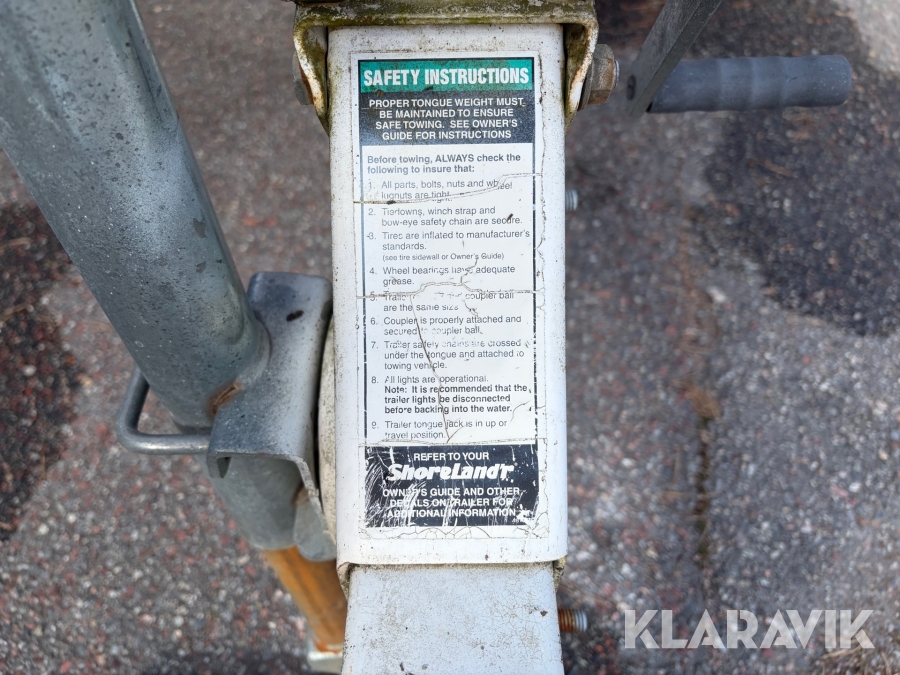 SAFETY INSTRUCTIONS
PROPER TONGUE WEIGHT MUST
BE MAINTAINED TO ENSURE
SAFE TOWING. SEE OWNER'S
GUIDE FOR INSTRUCTIONS
Before towing, ALWAYS check the
following to insure that:
1. All parts, bolts, nuts and wheel
lugnuts are tight.
2. Tiedowns, winch strap and
bow-eye safety chain are secure.
3. Tires are inflated to manufacturer's
standards.
(see tire sidewall or Owner's Guide)
4. Wheel bearings have adequate
grease.
5. coupler ball
are the same size
6. Coupler is properly attached and
secured to coupler ball.
7. Trailer safety chains are crossed
under the tongue and attached to
towing vehicle.
8. All lights are operational.
Note: It is recommended that the
trailer lights be disconnected
before backing into the water.
9. Trailer tongue jack is in up or
travel position.
REFER TO YOUR
ShoreLand'r
OWNER'S GUIDE AND OTHER
DECALS ON TRAILER FOR
ADDITIONAL INFORMATION
KLARAVIK